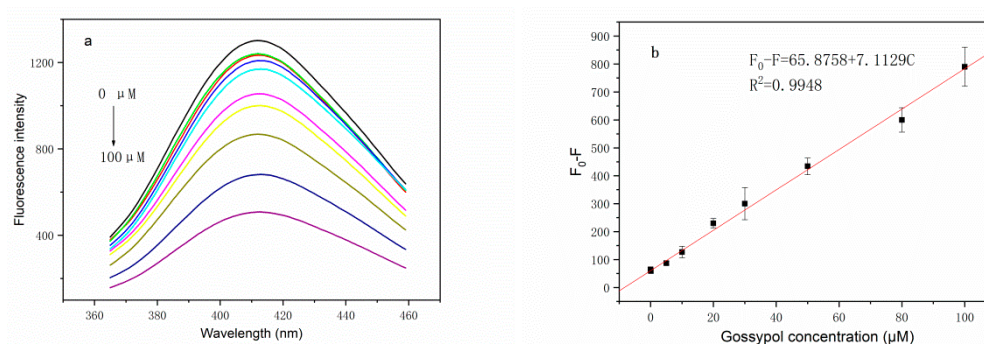 a
1200
800
400
0 μM
100μM
Fluorescence intensity
360
380
400
420
440
460
Wavelength (nm)
b
F₀-F=65.8758+7.1129C
R²=0.9948
900
800
700
600
500
400
300
200
100
0
F₀-F
0
20
40
60
80
100
Gossypol concentration (μM)